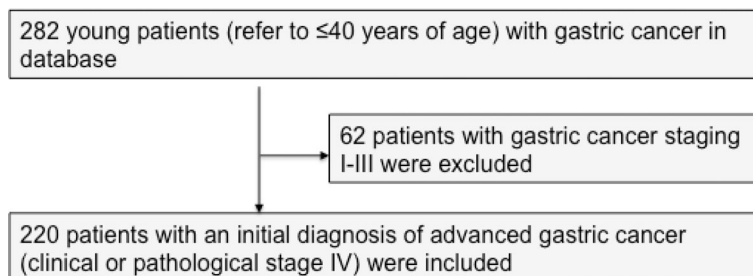 282 young patients (refer to ≤40 years of age) with gastric cancer in
database
62 patients with gastric cancer staging
I-III were excluded
220 patients with an initial diagnosis of advanced gastric cancer
(clinical or pathological stage IV) were included